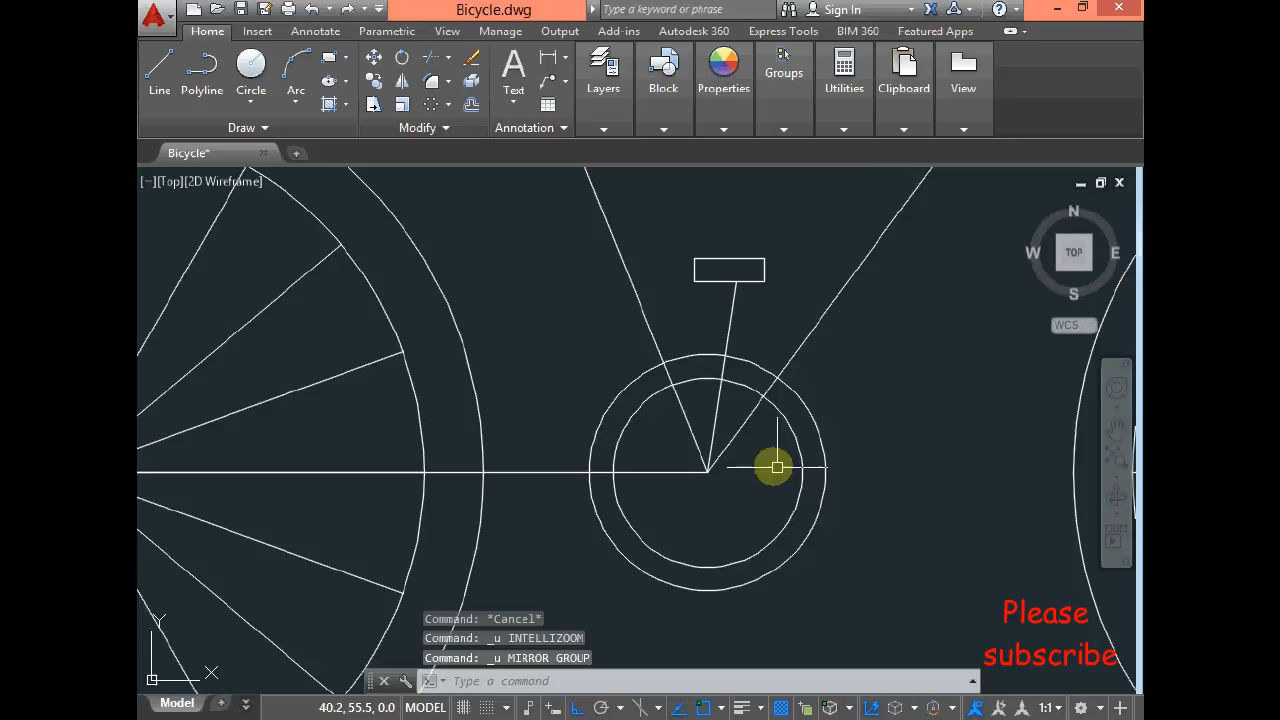 Bicycle.dwg
Type a keyword or phrase
Sign In
Home Insert Annotate Parametric View Manage Output Add-ins Autodesk 360 Express Tools BIM 360 Featured Apps
Line Polyline Circle Arc Text Layers Block Properties Groups Utilities Clipboard View
Draw Modify Annotation
Bicycle*
[−][Top][2D Wireframe]
N
W TOP E
S
WCS
Please
subscribe
Command: *Cancel*
Command: _u INTELLIZOOM
Command: _u MIRROR GROUP
Y
X
Type a command
Model 40.2, 55.5, 0.0 MODEL 1:1